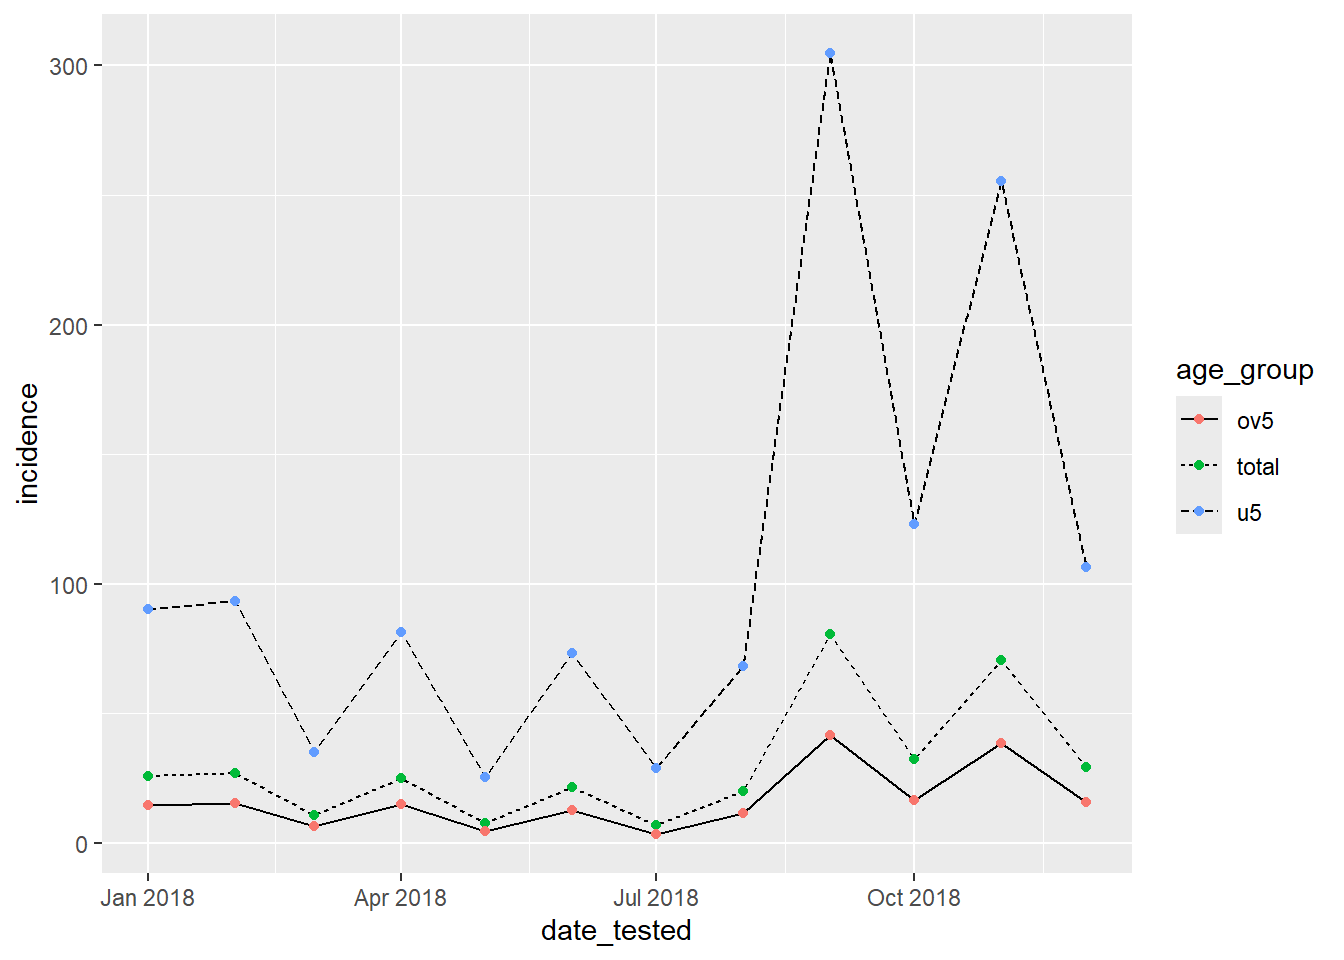 300
200
100
0
incidence
Jan 2018
Apr 2018
Jul 2018
Oct 2018
date_tested
age_group
ov5
total
u5